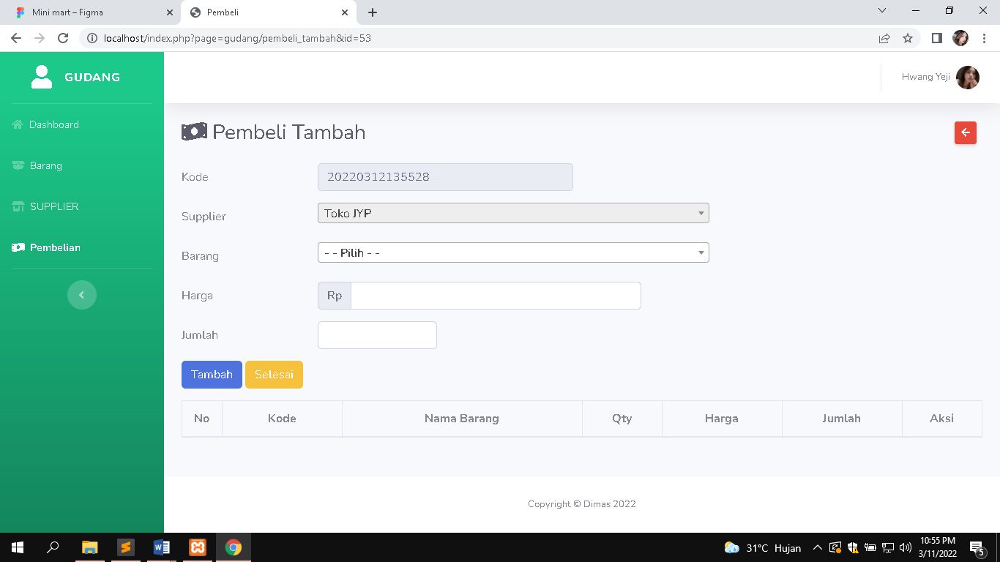 Mini mart – Figma
Pembeli
localhost/index.php?page=gudang/pembeli_tambah&id=53
GUDANG
Hwang Yeji
Dashboard
Barang
SUPPLIER
Pembelian
Pembeli Tambah
Kode 20220312135528
Supplier Toko JYP
Barang - - Pilih - -
Harga Rp
Jumlah
Tambah Selesai
No Kode Nama Barang Qty Harga Jumlah Aksi
Copyright © Dimas 2022
31°C Hujan
10:55 PM
3/11/2022
5